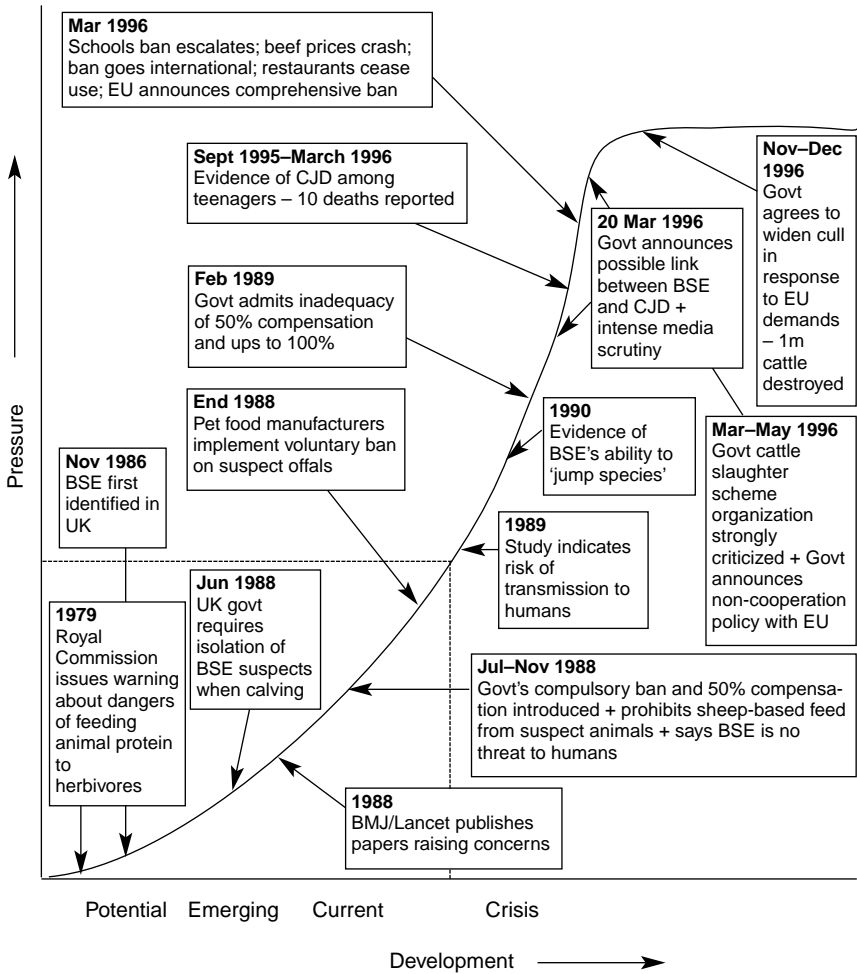 Mar 1996
Schools ban escalates; beef prices crash;
ban goes international; restaurants cease
use; EU announces comprehensive ban
Sept 1995–March 1996
Evidence of CJD among
teenagers – 10 deaths reported
Nov–Dec
1996
Govt
agrees to
widen cull
in
response
to EU
demands
– 1m
cattle
destroyed
20 Mar 1996
Govt announces
possible link
between BSE
and CJD +
intense media
scrutiny
Feb 1989
Govt admits inadequacy
of 50% compensation
and ups to 100%
End 1988
Pet food manufacturers
implement voluntary ban
on suspect offals
1990
Evidence of
BSE’s ability to
‘jump species’
Mar–May 1996
Govt cattle
slaughter
scheme
organization
strongly
criticized + Govt
announces
non-cooperation
policy with EU
Nov 1986
BSE first
identified in
UK
1989
Study indicates
risk of
transmission to
humans
Jun 1988
UK govt
requires
isolation of
BSE suspects
when calving
1979
Royal
Commission
issues warning
about dangers
of feeding
animal protein
to
herbivores
Jul–Nov 1988
Govt’s compulsory ban and 50% compensa-
tion introduced + prohibits sheep-based feed
from suspect animals + says BSE is no
threat to humans
1988
BMJ/Lancet publishes
papers raising concerns
Pressure
Potential Emerging Current Crisis
Development